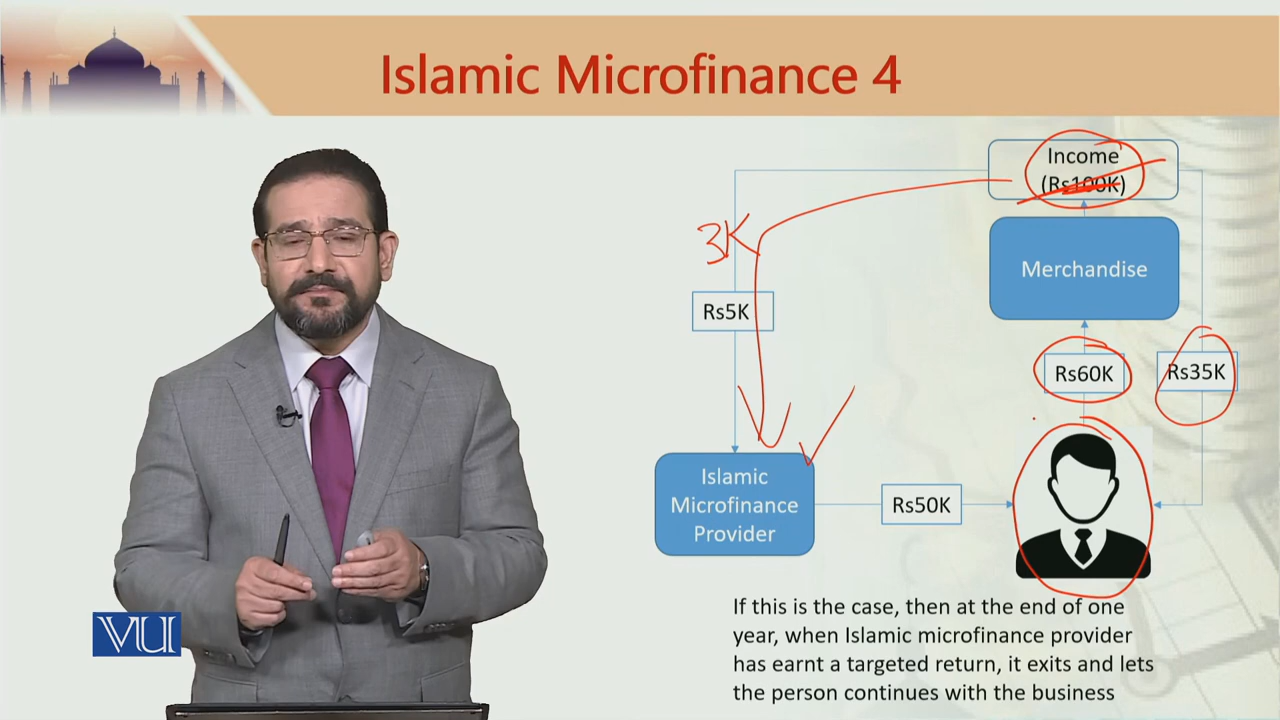 Islamic Microfinance 4
Income
(Rs100K)
3K
Merchandise
Rs5K
Rs60K
Rs35K
Islamic
Microfinance
Provider
Rs50K
VU
If this is the case, then at the end of one
year, when Islamic microfinance provider
has earnt a targeted return, it exits and lets
the person continues with the business